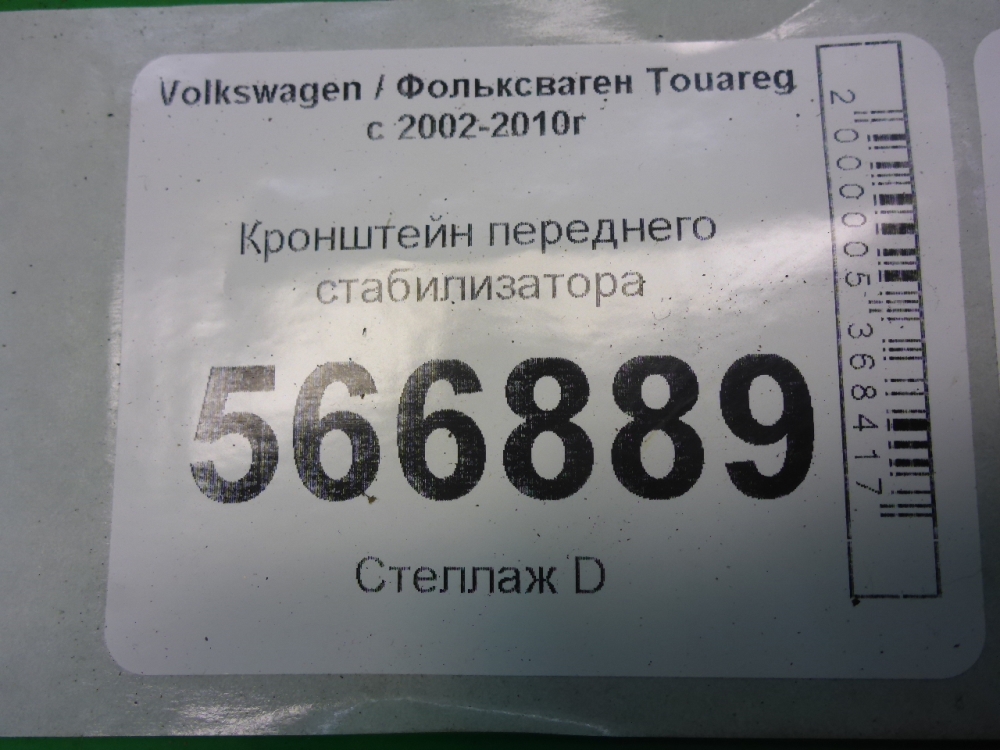 Volkswagen / Фольксваген Touareg
с 2002-2010г
Кронштейн переднего
стабилизатора
566889
Стеллаж D
2000005368417